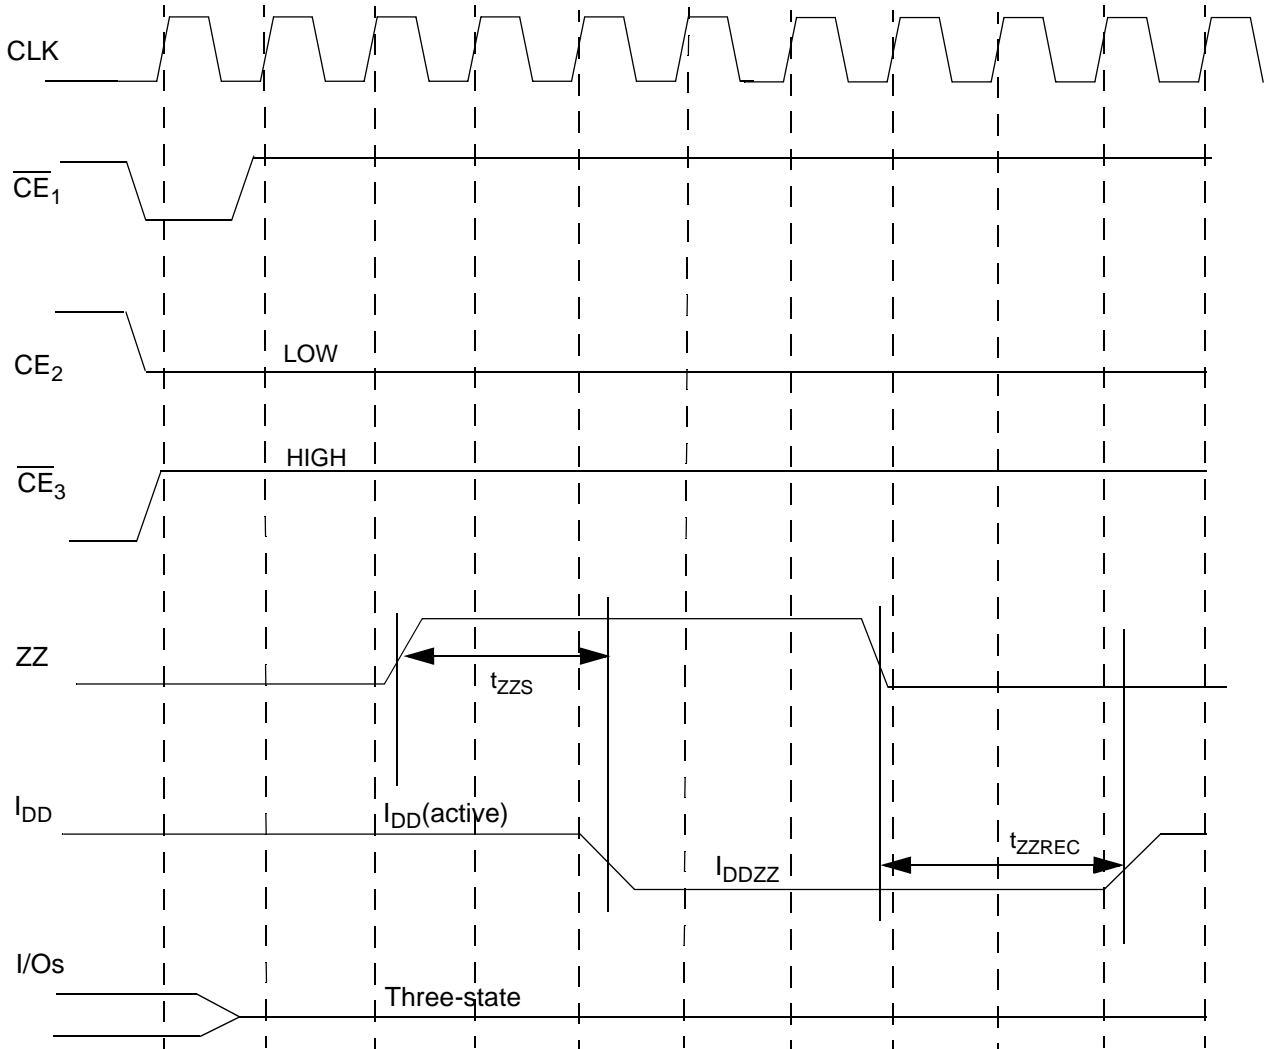 CLK
CE₁
LOW
CE₂
HIGH
CE₃
ZZ
tZZS
IDD
IDD(active)
tZZREC
IDDZZ
I/Os
Three-state